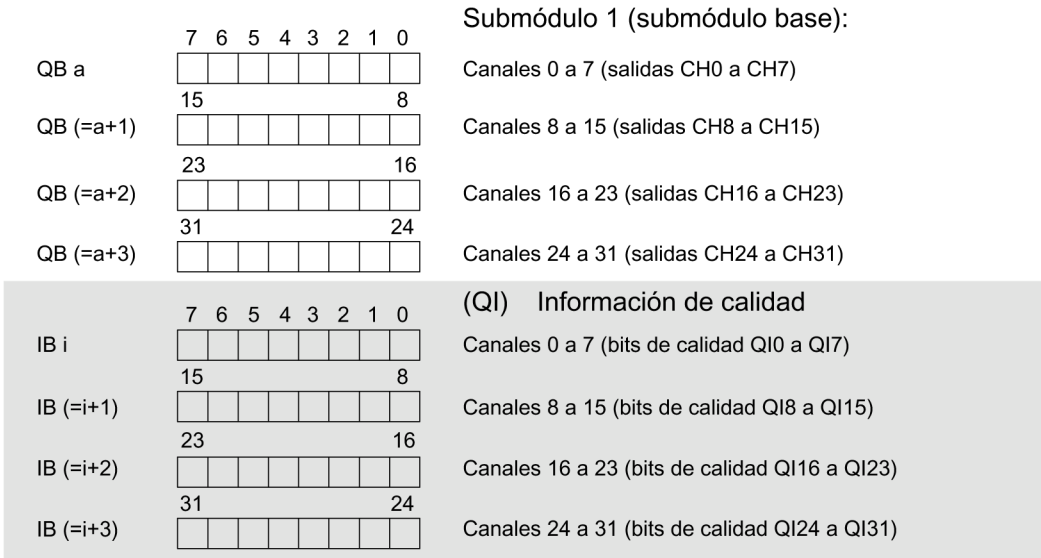 Submódulo 1 (submódulo base):
7 6 5 4 3 2 1 0
QB a Canales 0 a 7 (salidas CH0 a CH7)
15 8
QB (=a+1) Canales 8 a 15 (salidas CH8 a CH15)
23 16
QB (=a+2) Canales 16 a 23 (salidas CH16 a CH23)
31 24
QB (=a+3) Canales 24 a 31 (salidas CH24 a CH31)
(QI) Información de calidad
7 6 5 4 3 2 1 0
IB i Canales 0 a 7 (bits de calidad QI0 a QI7)
15 8
IB (=i+1) Canales 8 a 15 (bits de calidad QI8 a QI15)
23 16
IB (=i+2) Canales 16 a 23 (bits de calidad QI16 a QI23)
31 24
IB (=i+3) Canales 24 a 31 (bits de calidad QI24 a QI31)